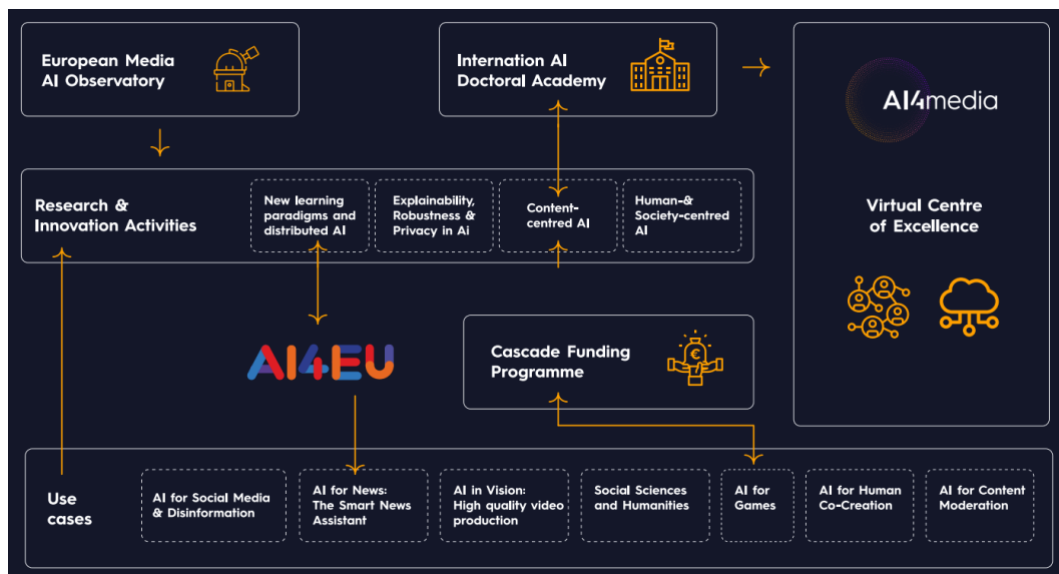 European Media
AI Observatory
Internation AI
Doctoral Academy
AI4media
Virtual Centre
of Excellence
Research &
Innovation Activities
New learning
paradigms and
distributed AI
Explainability,
Robustness &
Privacy in Ai
Content-
centred AI
Human-&
Society-centred
AI
AI4EU
Cascade Funding
Programme
€
Use
cases
AI for Social Media
& Disinformation
AI for News:
The Smart News
Assistant
AI in Vision:
High quality video
production
Social Sciences
and Humanities
AI for
Games
AI for Human
Co-Creation
AI for Content
Moderation